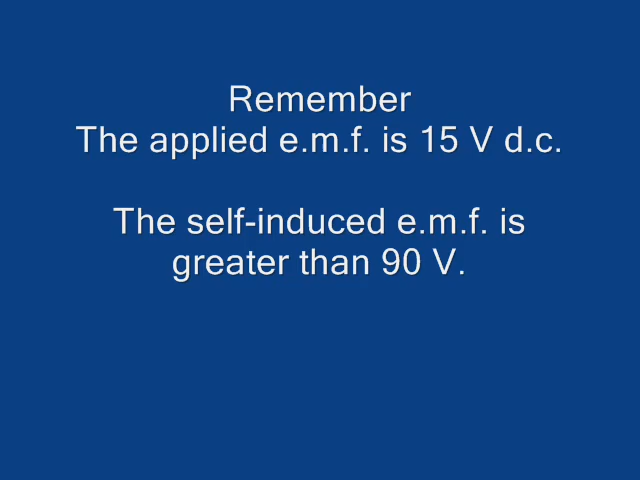 Remember
The applied e.m.f. is 15 V d.c.
The self-induced e.m.f. is
greater than 90 V.